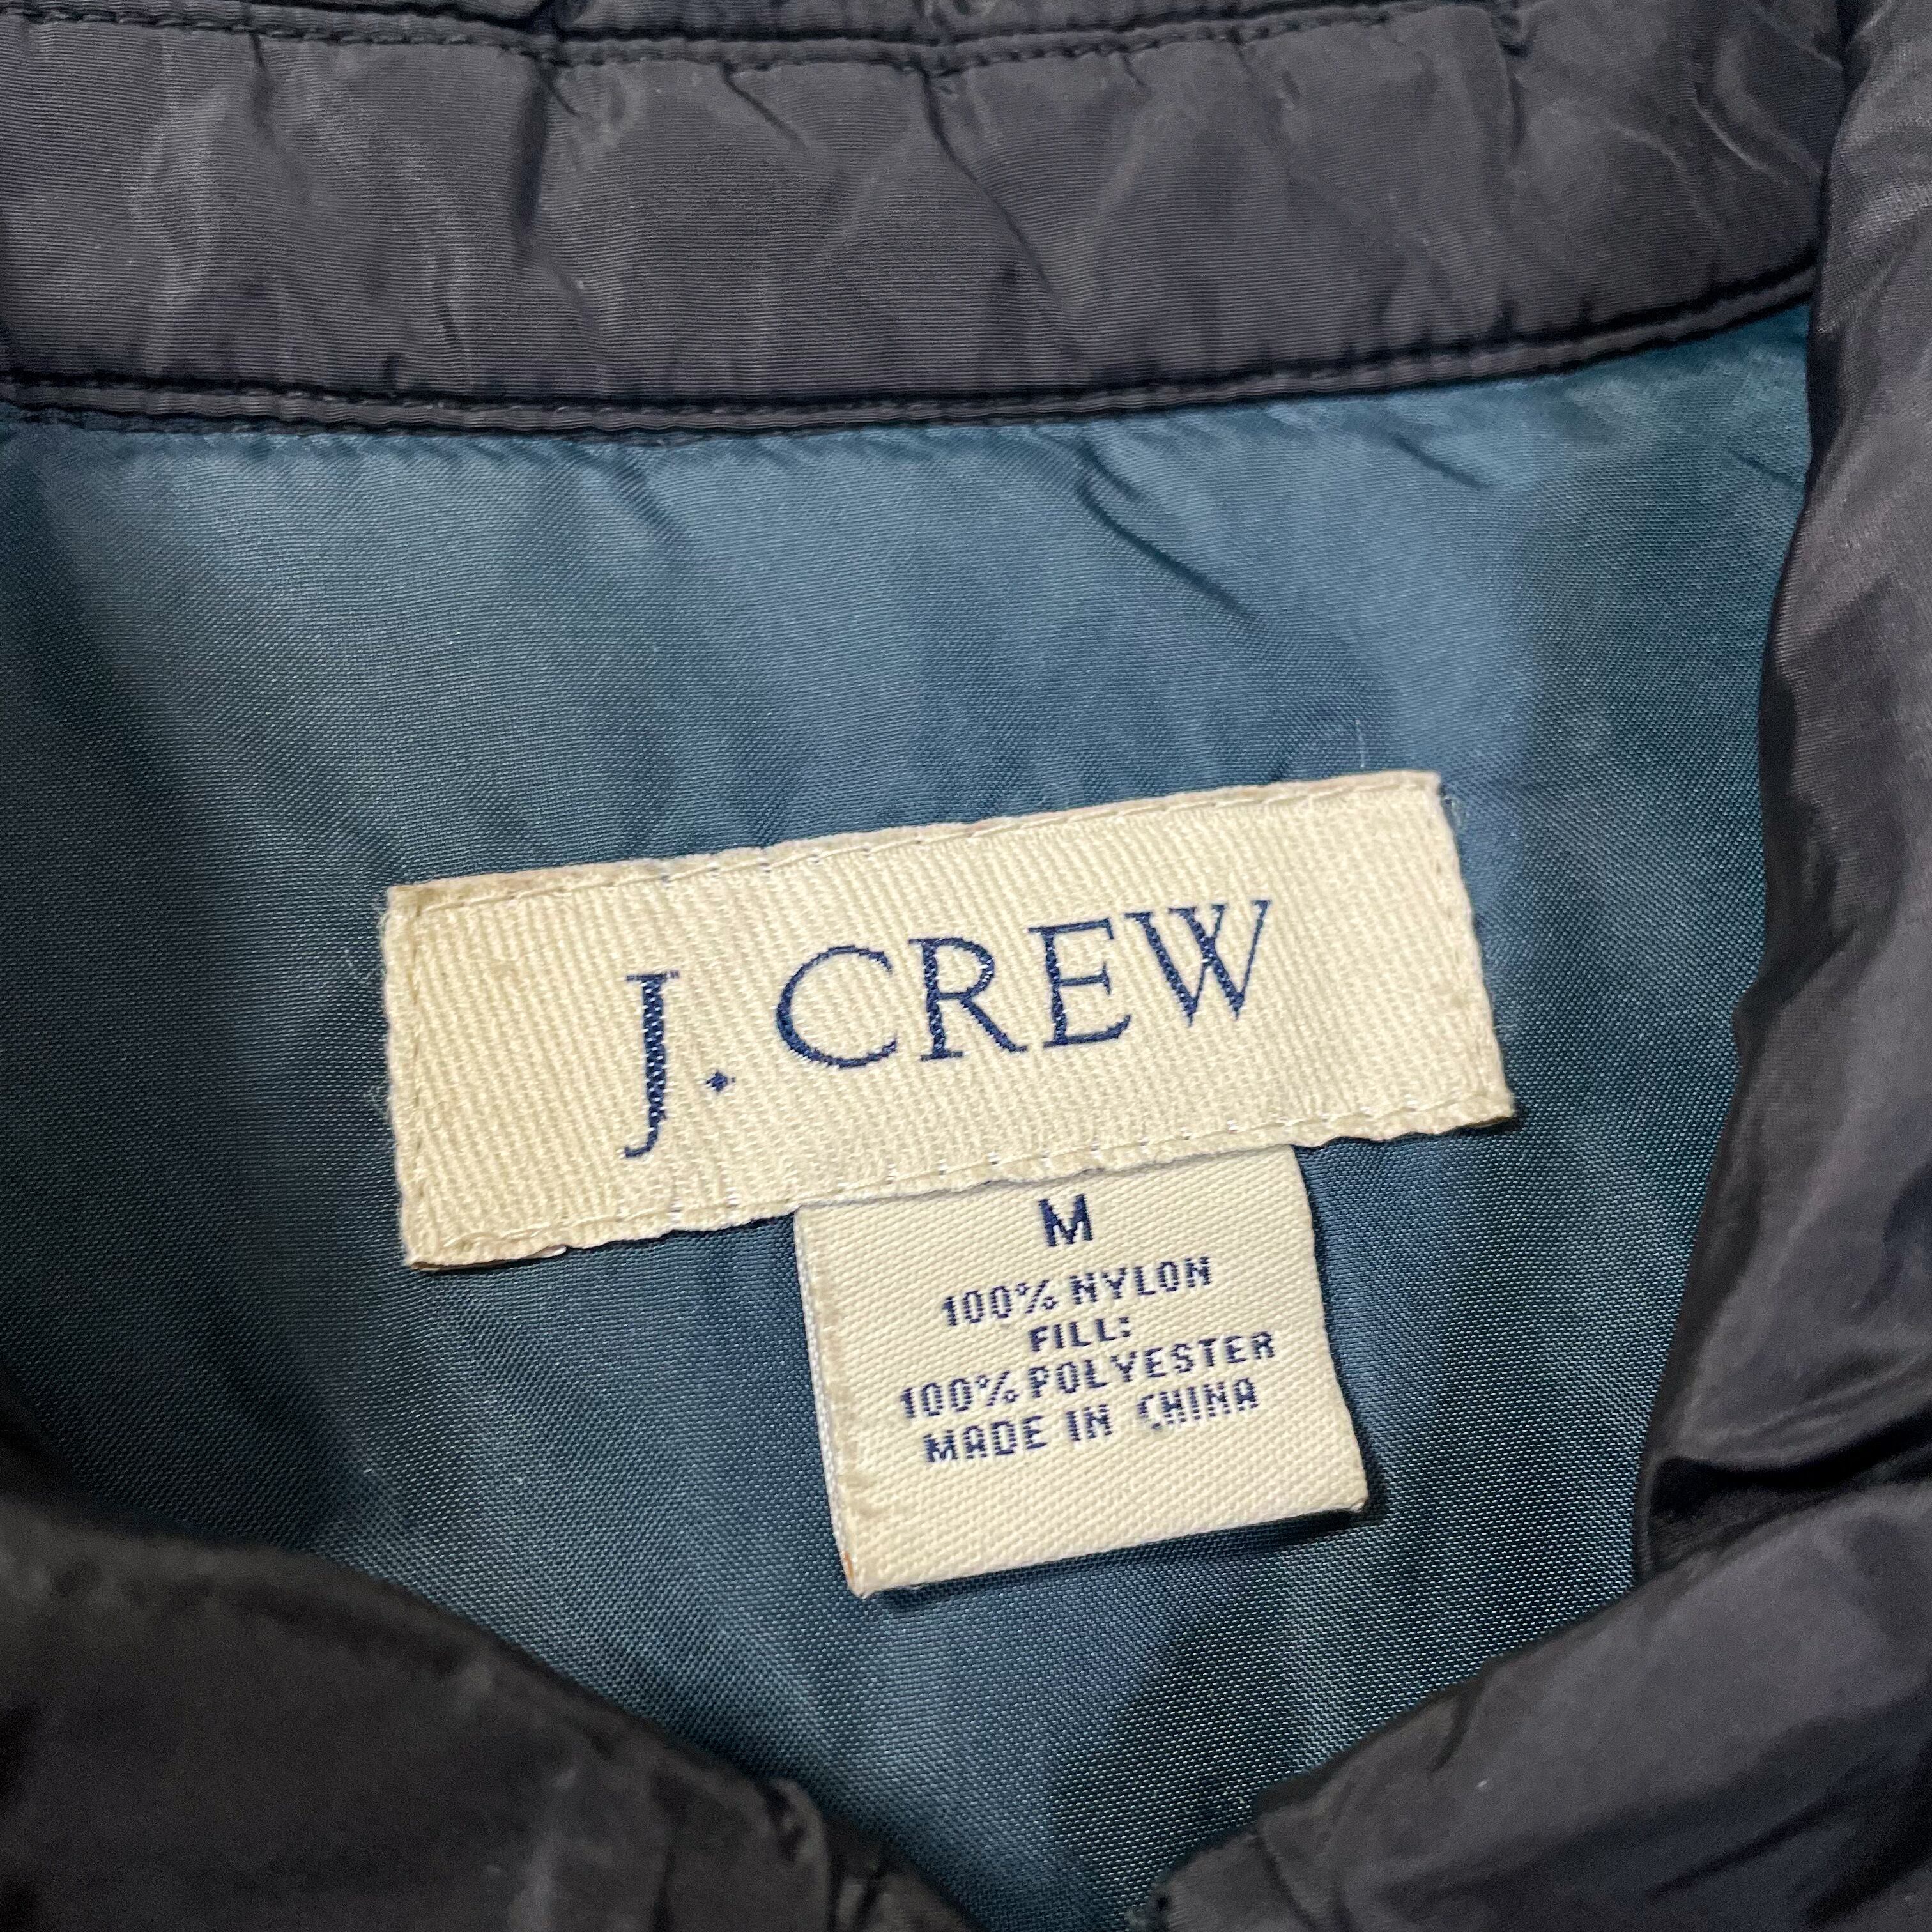 J. CREW
M
100% NYLON
FILL:
100% POLYESTER
MADE IN CHINA